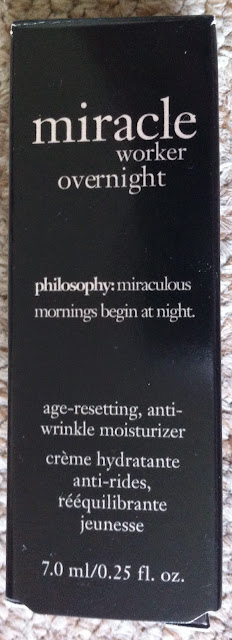 miracle
worker
overnight
philosophy: miraculous
mornings begin at night.
age-resetting, anti-
wrinkle moisturizer
crème hydratante
anti-rides,
rééquilibrante
jeunesse
7.0 ml/0.25 fl. oz.